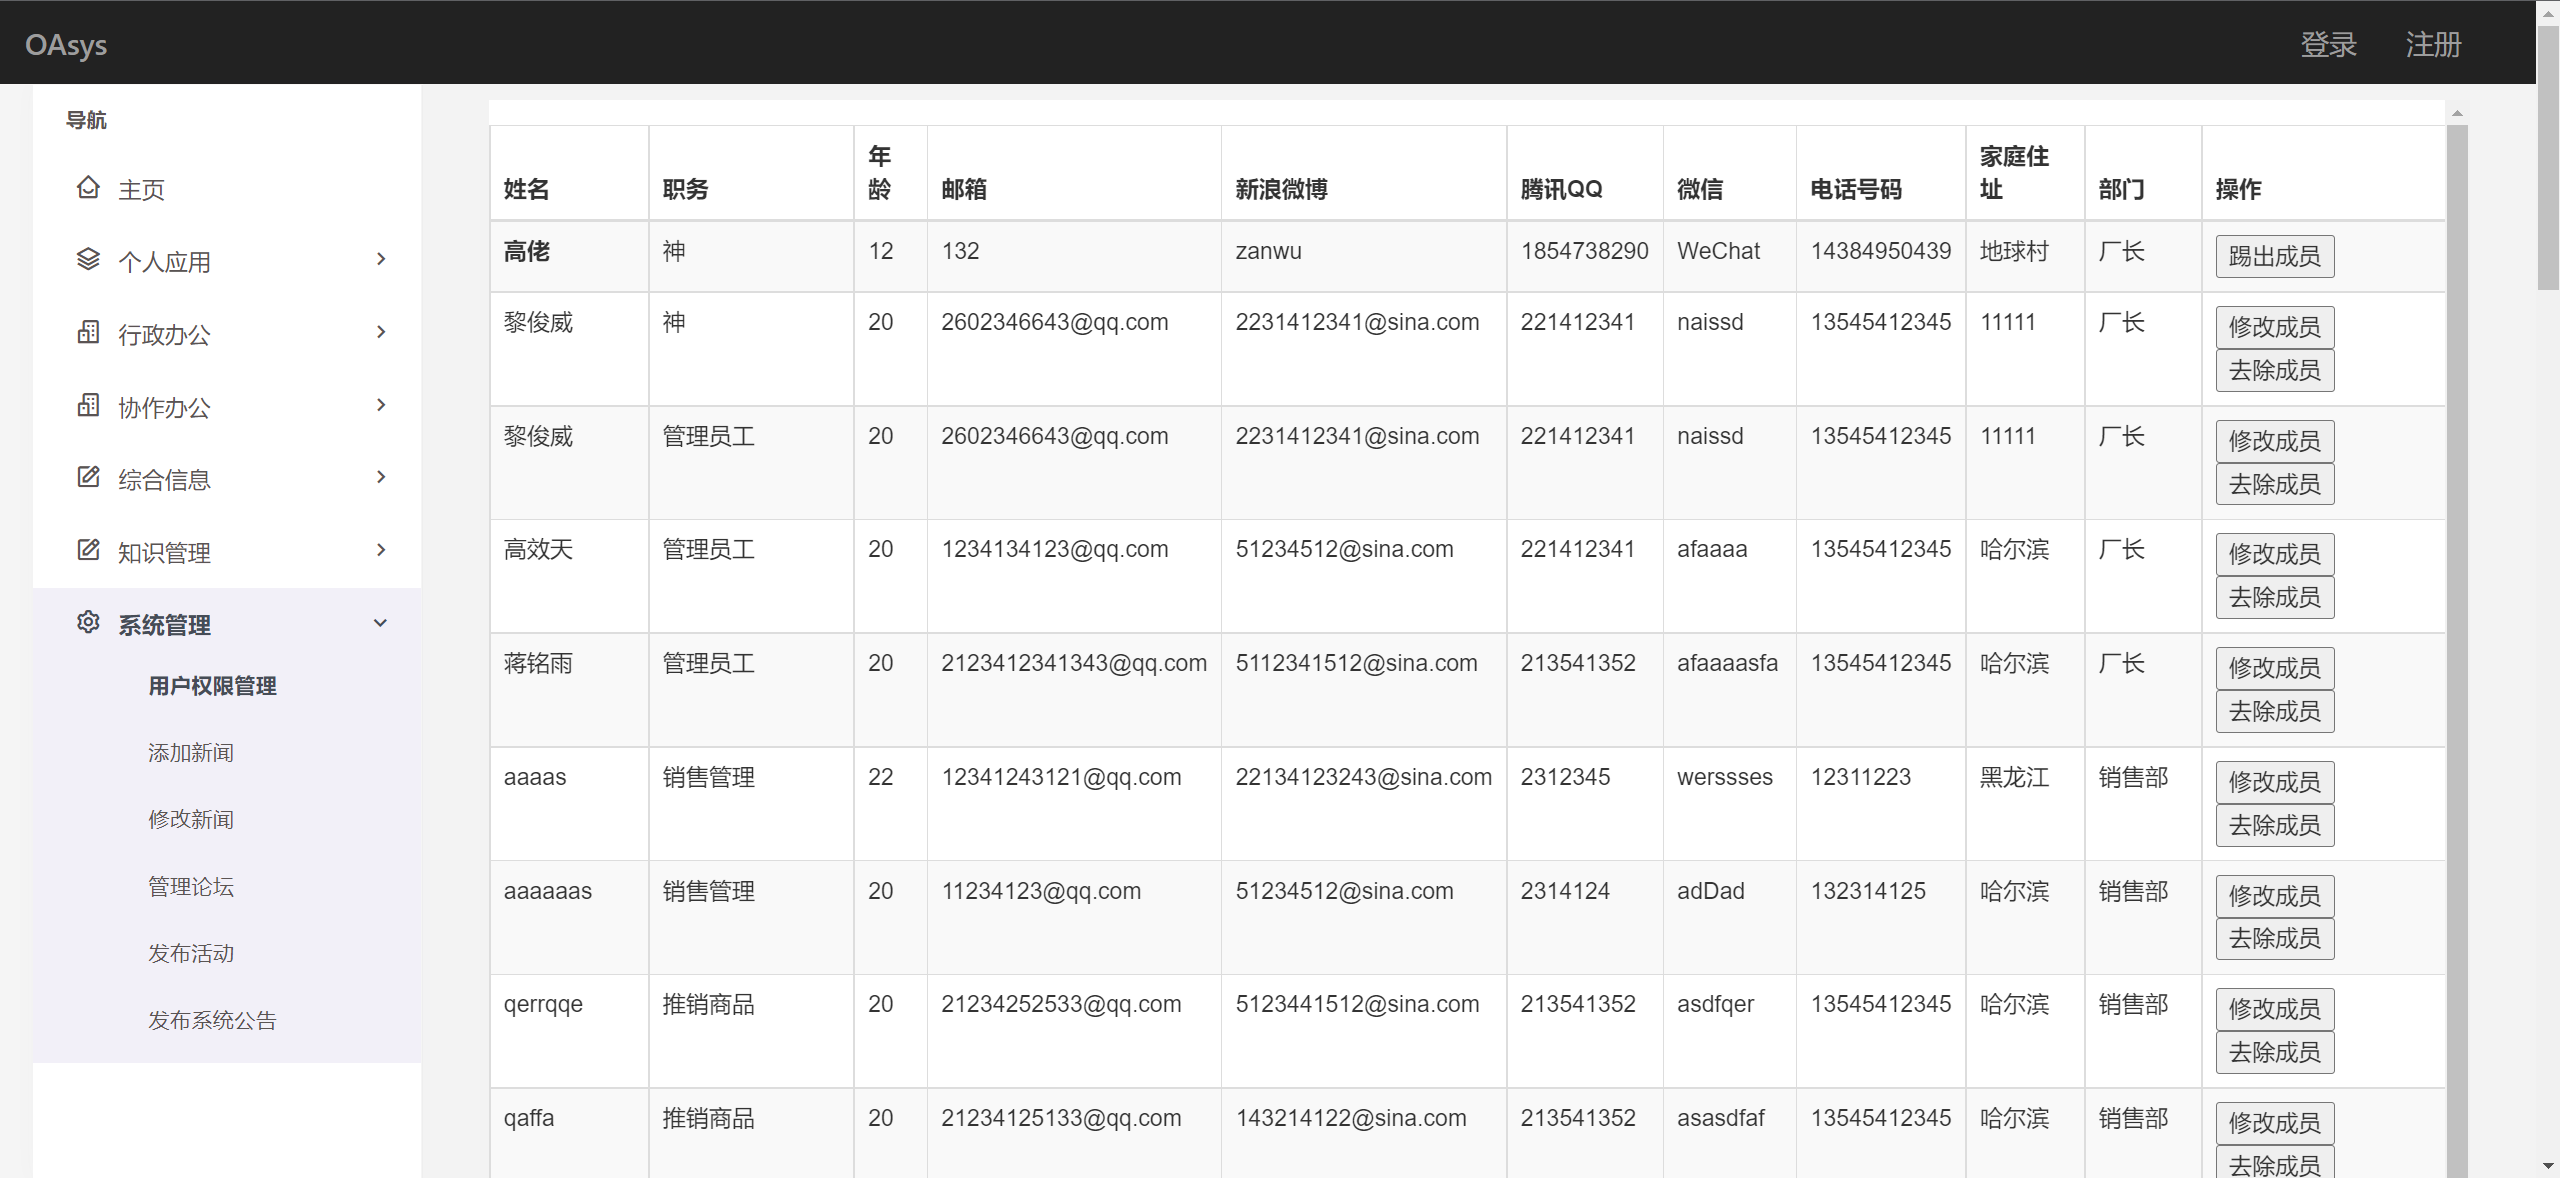 OAsys 登录 注册
导航
主页
个人应用
行政办公
协作办公
综合信息
知识管理
系统管理
用户权限管理
添加新闻
修改新闻
管理论坛
发布活动
发布系统公告
姓名 职务 年龄 邮箱 新浪微博 腾讯QQ 微信 电话号码 家庭住址 部门 操作
高佬 神 12 132 zanwu 1854738290 WeChat 14384950439 地球村 厂长 踢出成员
黎俊威 神 20 2602346643@qq.com 2231412341@sina.com 221412341 naissd 13545412345 11111 厂长 修改成员
去除成员
黎俊威 管理员工 20 2602346643@qq.com 2231412341@sina.com 221412341 naissd 13545412345 11111 厂长 修改成员
去除成员
高效天 管理员工 20 1234134123@qq.com 51234512@sina.com 221412341 afaaaa 13545412345 哈尔滨 厂长 修改成员
去除成员
蒋铭雨 管理员工 20 2123412341343@qq.com 5112341512@sina.com 213541352 afaaaasfa 13545412345 哈尔滨 厂长 修改成员
去除成员
aaaas 销售管理 22 12341243121@qq.com 22134123243@sina.com 2312345 werssses 12311223 黑龙江 销售部 修改成员
去除成员
aaaaaas 销售管理 20 11234123@qq.com 51234512@sina.com 2314124 adDad 132314125 哈尔滨 销售部 修改成员
去除成员
qerrqqe 推销商品 20 21234252533@qq.com 5123441512@sina.com 213541352 asdfqer 13545412345 哈尔滨 销售部 修改成员
去除成员
qaffa 推销商品 20 21234125133@qq.com 143214122@sina.com 213541352 asasdfaf 13545412345 哈尔滨 销售部 修改成员
去除成员